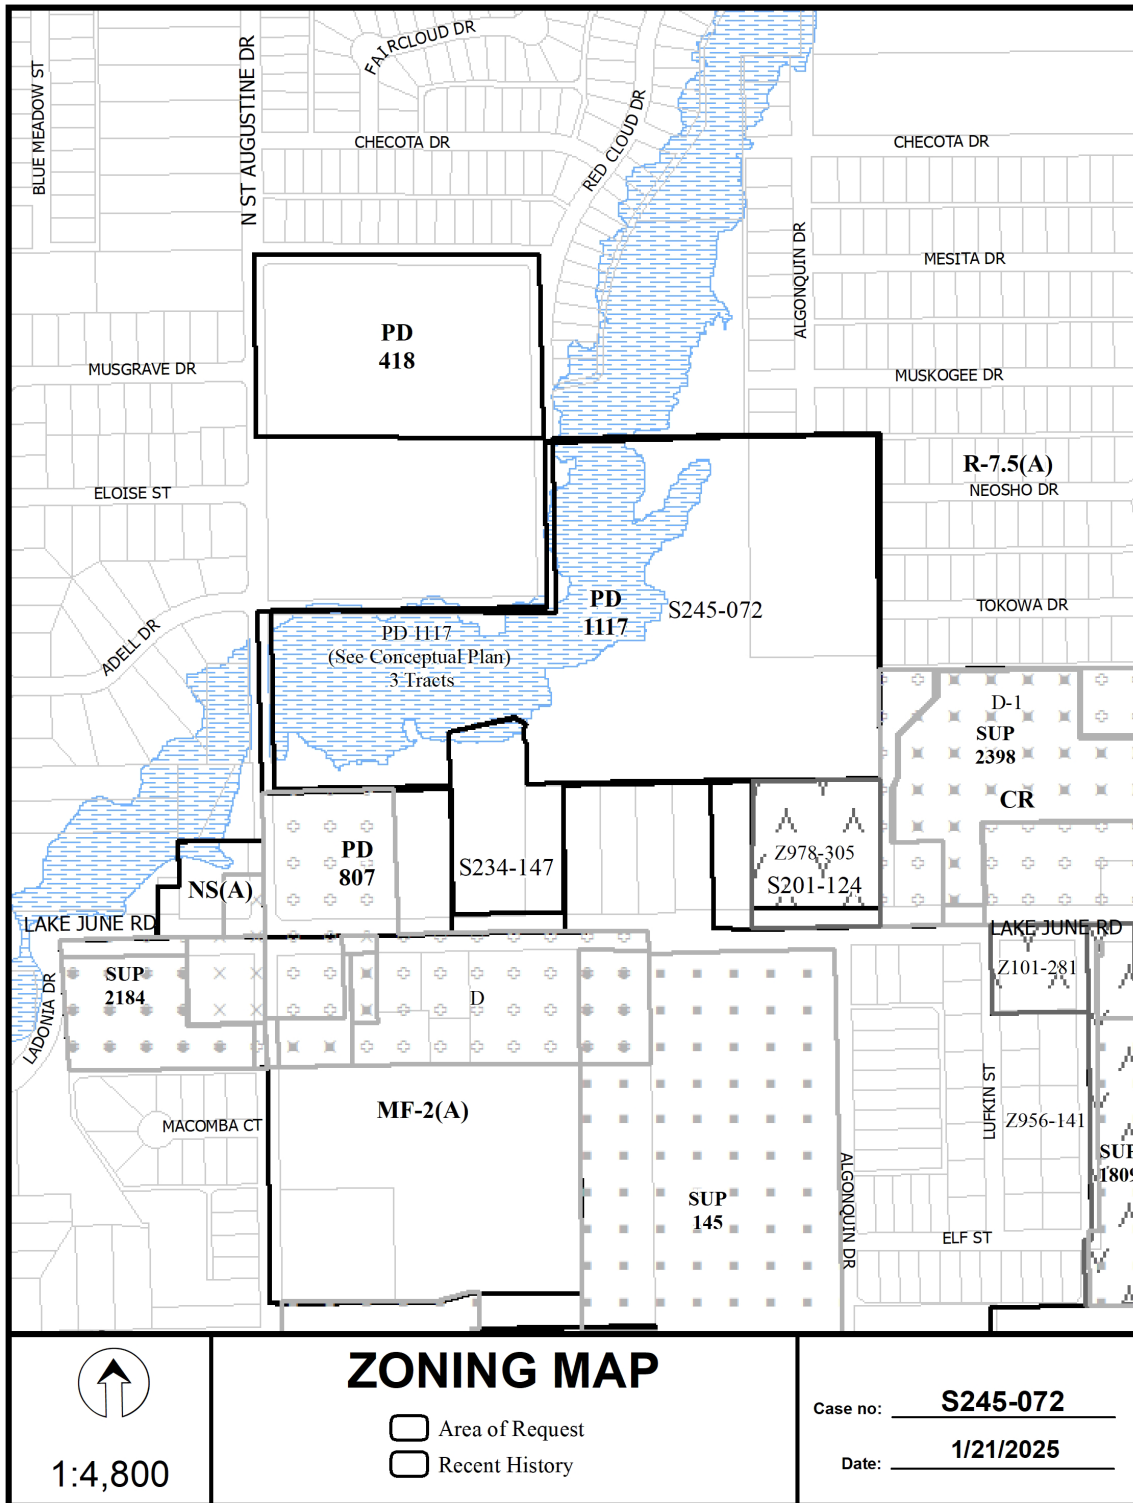 FAIRCLOUD DR
BLUE MEADOW ST
N ST AUGUSTINE DR
RED CLOUD DR
CHECOTA DR
CHECOTA DR
ALGONQUIN DR
MESITA DR
PD
418
MUSGRAVE DR
MUSKOGEE DR
R-7.5(A)
NEOSHO DR
ELOISE ST
PD
1117
S245-072
TOKOWA DR
ADELL DR
PD 1117
(See Conceptual Plan)
3 Tracts
D-1
SUP
2398
CR
PD
807
S234-147
Z978-305
S201-124
NS(A)
LAKE JUNE RD
LAKE JUNE RD
SUP
2184
D
Z101-281
LADONIA DR
MF-2(A)
MACOMBA CT
LUFKIN ST
Z956-141
SUP
1809
ALGONQUIN DR
SUP
145
ELF ST
1:4,800
ZONING MAP
Area of Request
Recent History
Case no: S245-072
Date: 1/21/2025